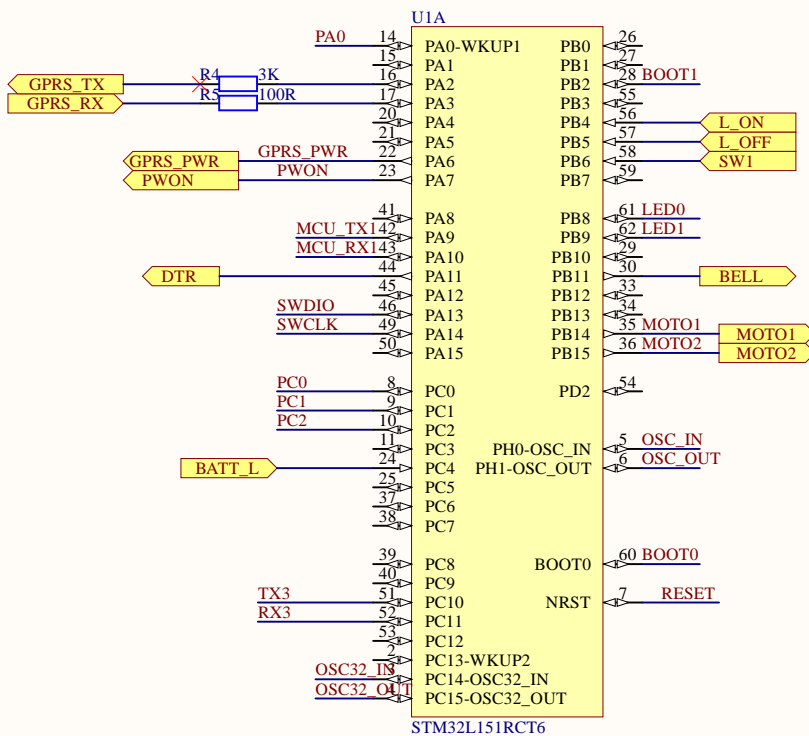 U1A
PA0 14 PA0-WKUP1 PB0 26
15 PA1 PB1 27
GPRS_TX R4 3K 16 PA2 PB2 28 BOOT1
GPRS_RX R5 100R 17 PA3 PB3 55
20 PA4 PB4 56 L_ON
21 PA5 PB5 57 L_OFF
GPRS_PWR GPRS_PWR 22 PA6 PB6 58 SW1
PWON PWON 23 PA7 PB7 59
41 PA8 PB8 61 LED0
MCU_TX1 42 PA9 PB9 62 LED1
MCU_RX1 43 PA10 PB10 29
DTR 44 PA11 PB11 30 BELL
45 PA12 PB12 33
SWDIO 46 PA13 PB13 34
SWCLK 49 PA14 PB14 35 MOTO1 MOTO1
50 PA15 PB15 36 MOTO2 MOTO2
PC0 8 PC0 PD2 54
PC1 9 PC1
PC2 10 PC2
11 PC3 PH0-OSC_IN 5 OSC_IN
BATT_L 24 PC4 PH1-OSC_OUT 6 OSC_OUT
25 PC5
37 PC6
38 PC7
39 PC8 BOOT0 60 BOOT0
40 PC9
TX3 51 PC10 NRST 7 RESET
RX3 52 PC11
53 PC12
2 PC13-WKUP2
OSC32_IN 3 PC14-OSC32_IN
OSC32_OUT 4 PC15-OSC32_OUT
STM32L151RCT6